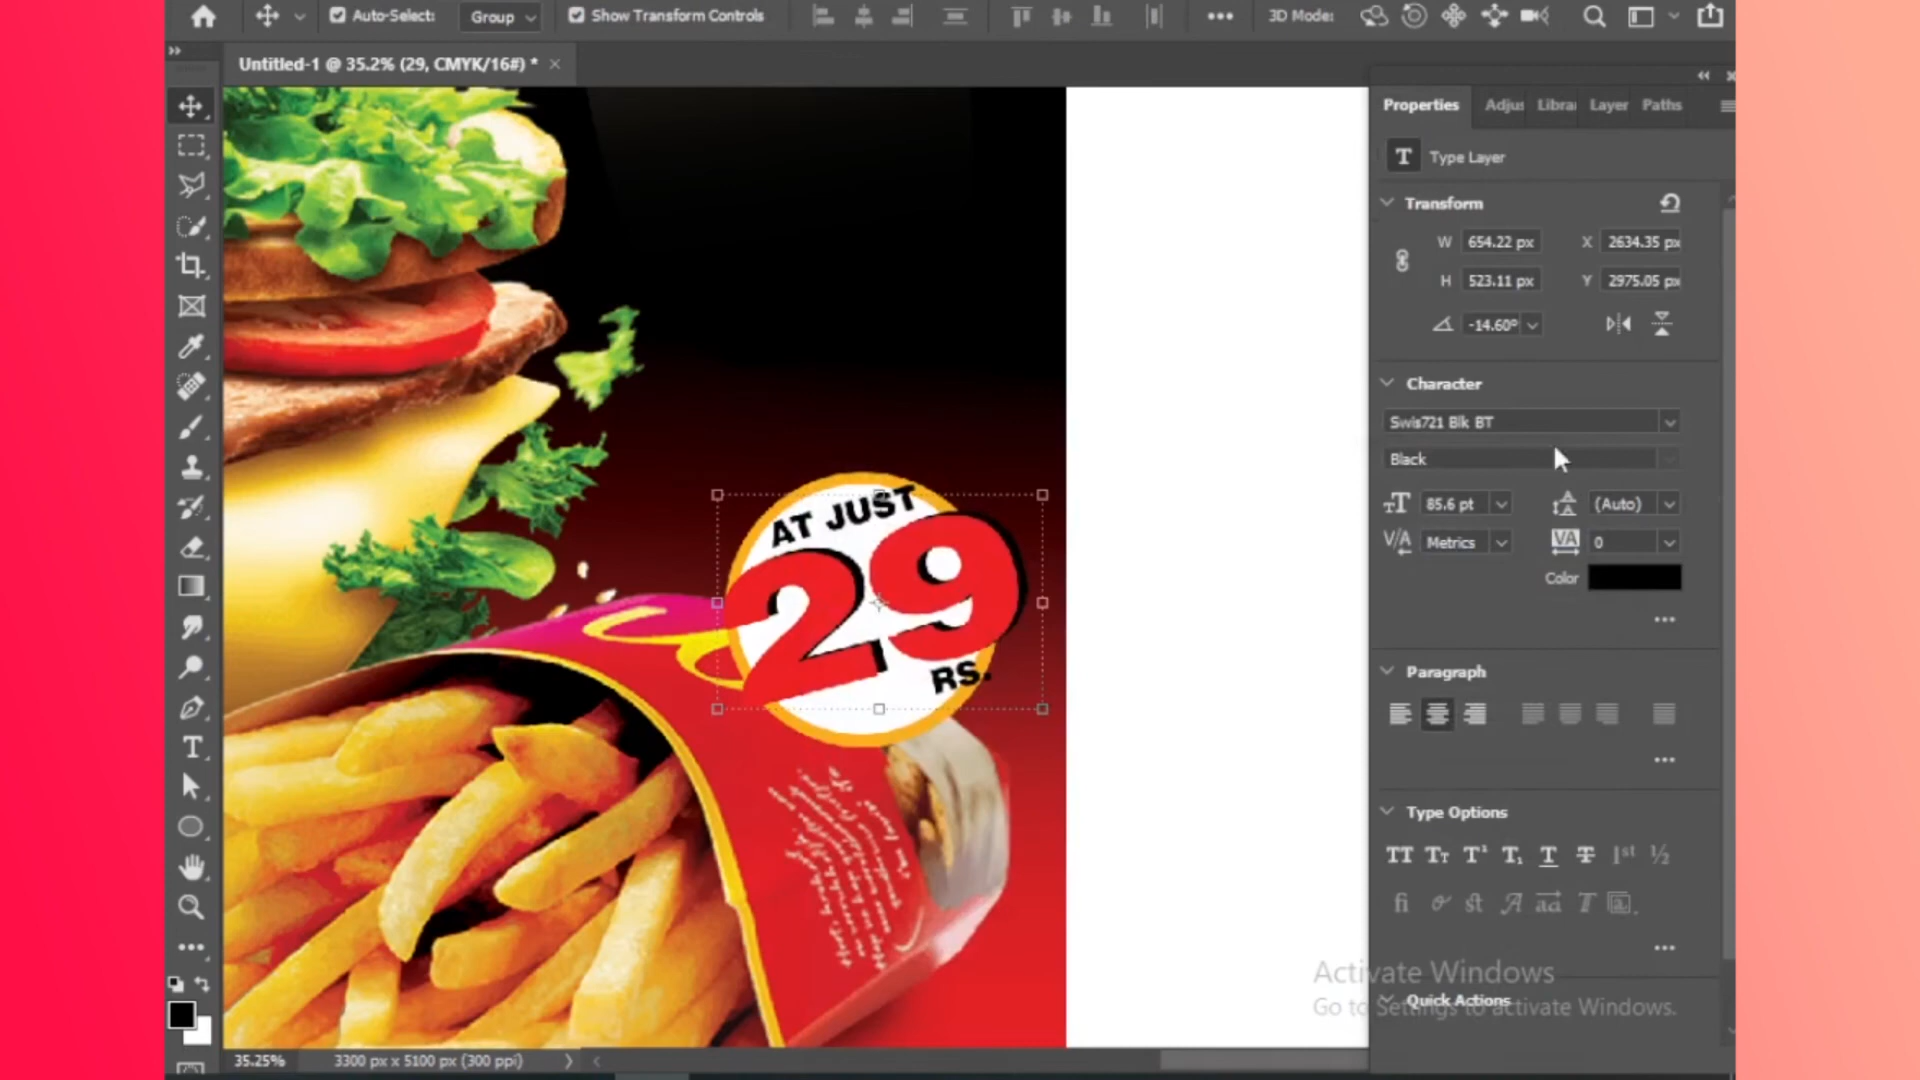 Auto-Select:
Group
Show Transform Controls
3D Mode:
Untitled-1 @ 35.2% (29, CMYK/16#) *
Properties
Adjus
Librar
Layer
Paths
Type Layer
Transform
W 654.22 px
X 2634.35 px
H 523.11 px
Y 2975.05 px
-14.60°
Character
Swis721 Blk BT
Black
85.6 pt
(Auto)
Metrics
0
Color
Paragraph
Type Options
Quick Actions
AT JUST
29
RS.
Activate Windows
Go to Settings to activate Windows.
35.25%
3300 px x 5100 px (300 ppi)